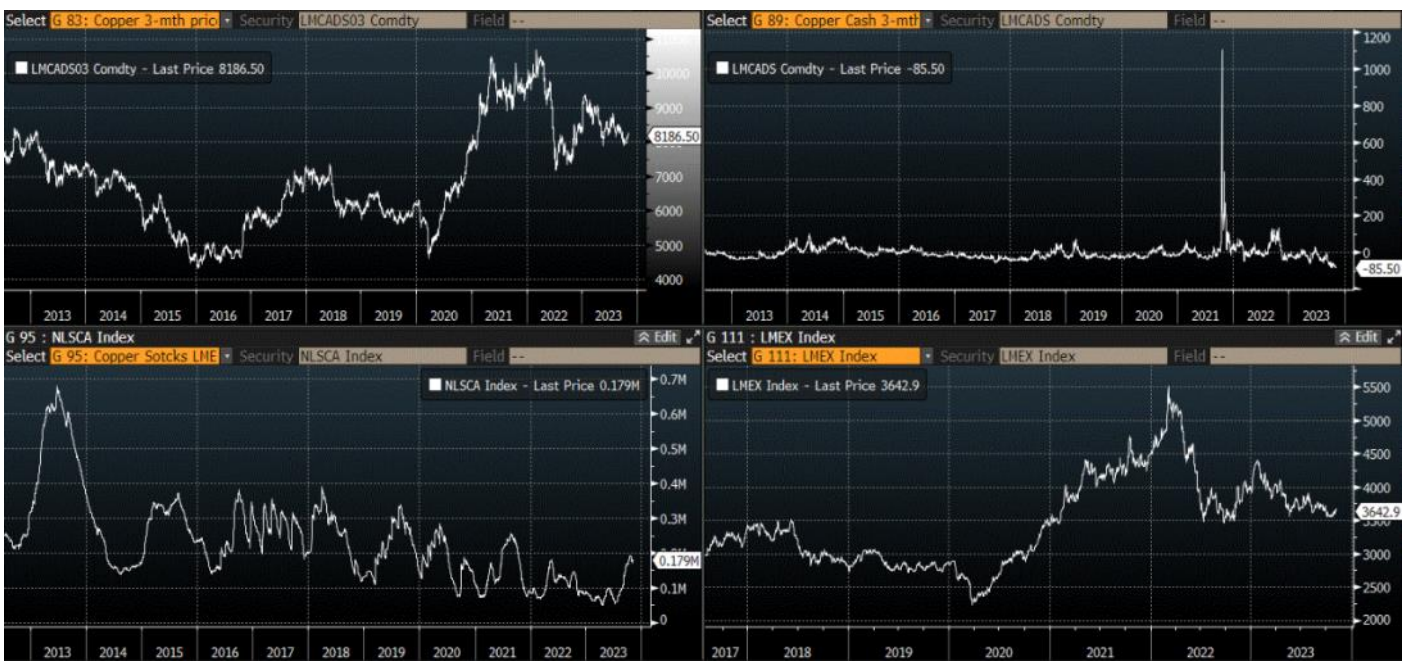 Select G 83: Copper 3-mth pric Security LMCADS03 Comdty Field --
LMCADS03 Comdty - Last Price 8186.50
10000
9000
8186.50
7000
6000
5000
4000
2013 2014 2015 2016 2017 2018 2019 2020 2021 2022 2023
Select G 89: Copper Cash 3-mth Security LMCADS Comdty Field --
LMCADS Comdty - Last Price -85.50
1200
1000
800
600
400
200
0
-85.50
2013 2014 2015 2016 2017 2018 2019 2020 2021 2022 2023
G 95 : NLSCA Index Edit
Select G 95: Copper Sotcks LME Security NLSCA Index Field --
NLSCA Index - Last Price 0.179M
0.7M
0.6M
0.5M
0.4M
0.3M
0.179M
0.1M
0
2013 2014 2015 2016 2017 2018 2019 2020 2021 2022 2023
G 111 : LMEX Index Edit
Select G 111: LMEX Index Security LMEX Index Field --
LMEX Index - Last Price 3642.9
5500
5000
4500
4000
3642.9
3500
3000
2500
2000
2017 2018 2019 2020 2021 2022 2023